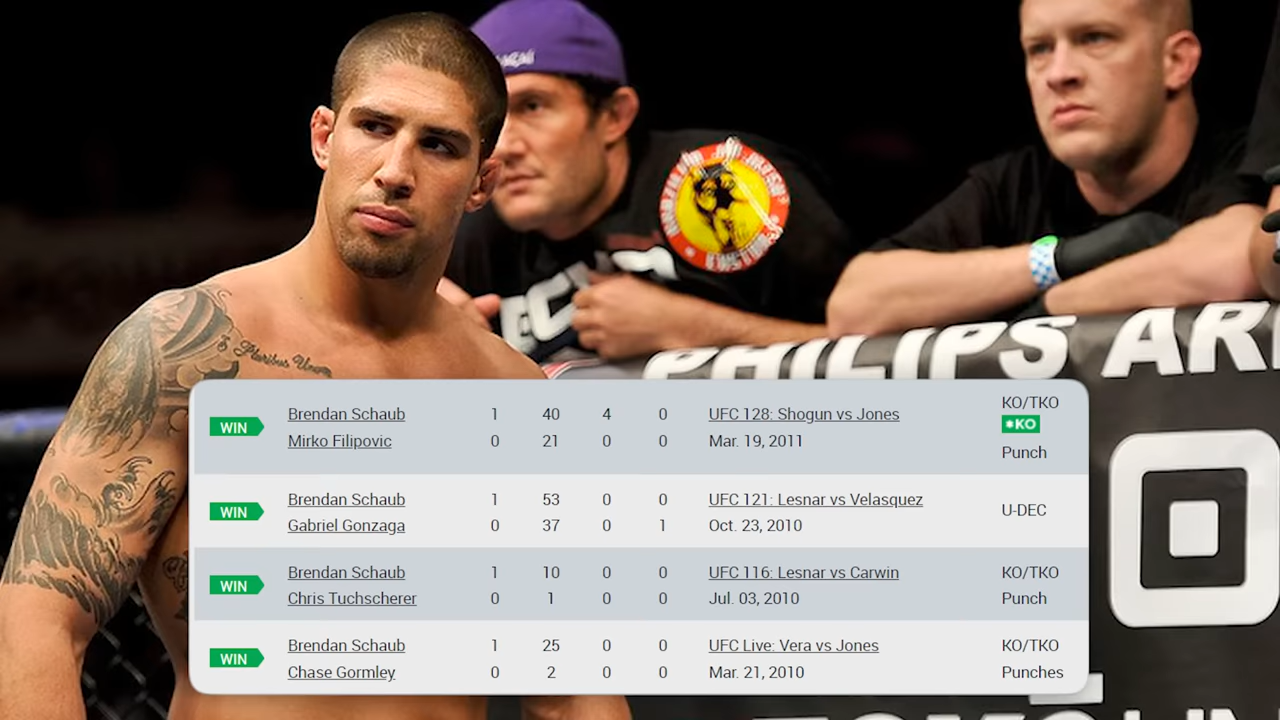 Pluribus Unum
PHILIPS AR
WIN
Brendan Schaub 1 40 4 0 UFC 128: Shogun vs Jones KO/TKO
Mirko Filipovic 0 21 0 0 Mar. 19, 2011 KO
Punch
WIN
Brendan Schaub 1 53 0 0 UFC 121: Lesnar vs Velasquez U-DEC
Gabriel Gonzaga 0 37 0 1 Oct. 23, 2010
WIN
Brendan Schaub 1 10 0 0 UFC 116: Lesnar vs Carwin KO/TKO
Chris Tuchscherer 0 1 0 0 Jul. 03, 2010 Punch
WIN
Brendan Schaub 1 25 0 0 UFC Live: Vera vs Jones KO/TKO
Chase Gormley 0 2 0 0 Mar. 21, 2010 Punches